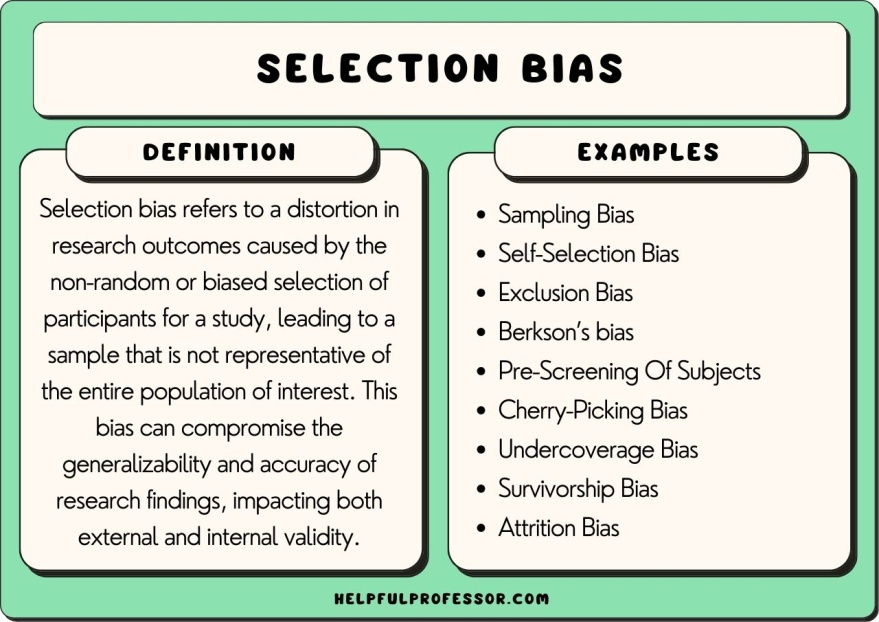 SELECTION BIAS
DEFINITION
Selection bias refers to a distortion in
research outcomes caused by the
non-random or biased selection of
participants for a study, leading to a
sample that is not representative of
the entire population of interest. This
bias can compromise the
generalizability and accuracy of
research findings, impacting both
external and internal validity.
EXAMPLES
• Sampling Bias
• Self-Selection Bias
• Exclusion Bias
• Berkson's bias
• Pre-Screening Of Subjects
• Cherry-Picking Bias
• Undercoverage Bias
• Survivorship Bias
• Attrition Bias
HELPFULPROFESSOR.COM